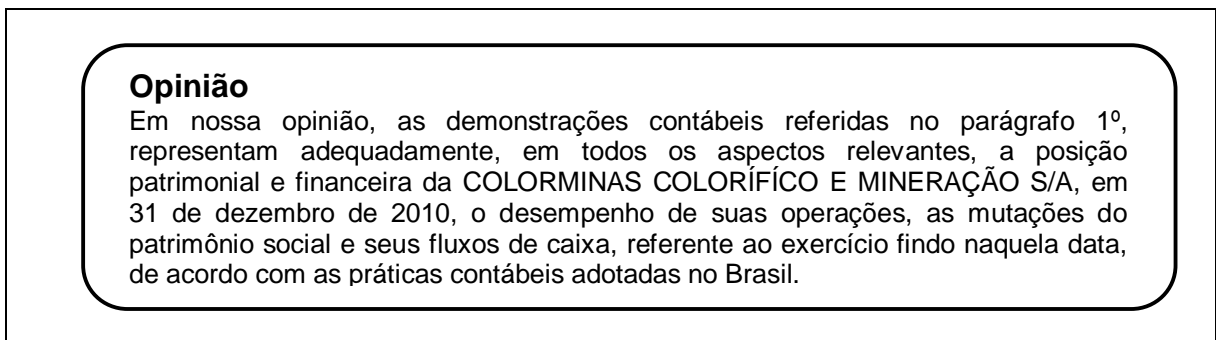 Opinião
Em nossa opinião, as demonstrações contábeis referidas no parágrafo 1º,
representam adequadamente, em todos os aspectos relevantes, a posição
patrimonial e financeira da COLORMINAS COLORÍFÍCO E MINERAÇÃO S/A, em
31 de dezembro de 2010, o desempenho de suas operações, as mutações do
patrimônio social e seus fluxos de caixa, referente ao exercício findo naquela data,
de acordo com as práticas contábeis adotadas no Brasil.